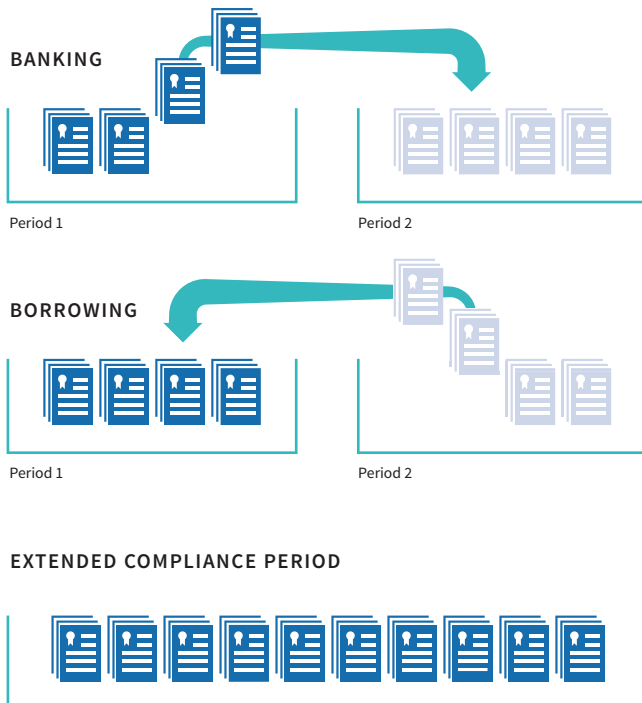 BANKING
Period 1
Period 2
BORROWING
Period 1
Period 2
EXTENDED COMPLIANCE PERIOD